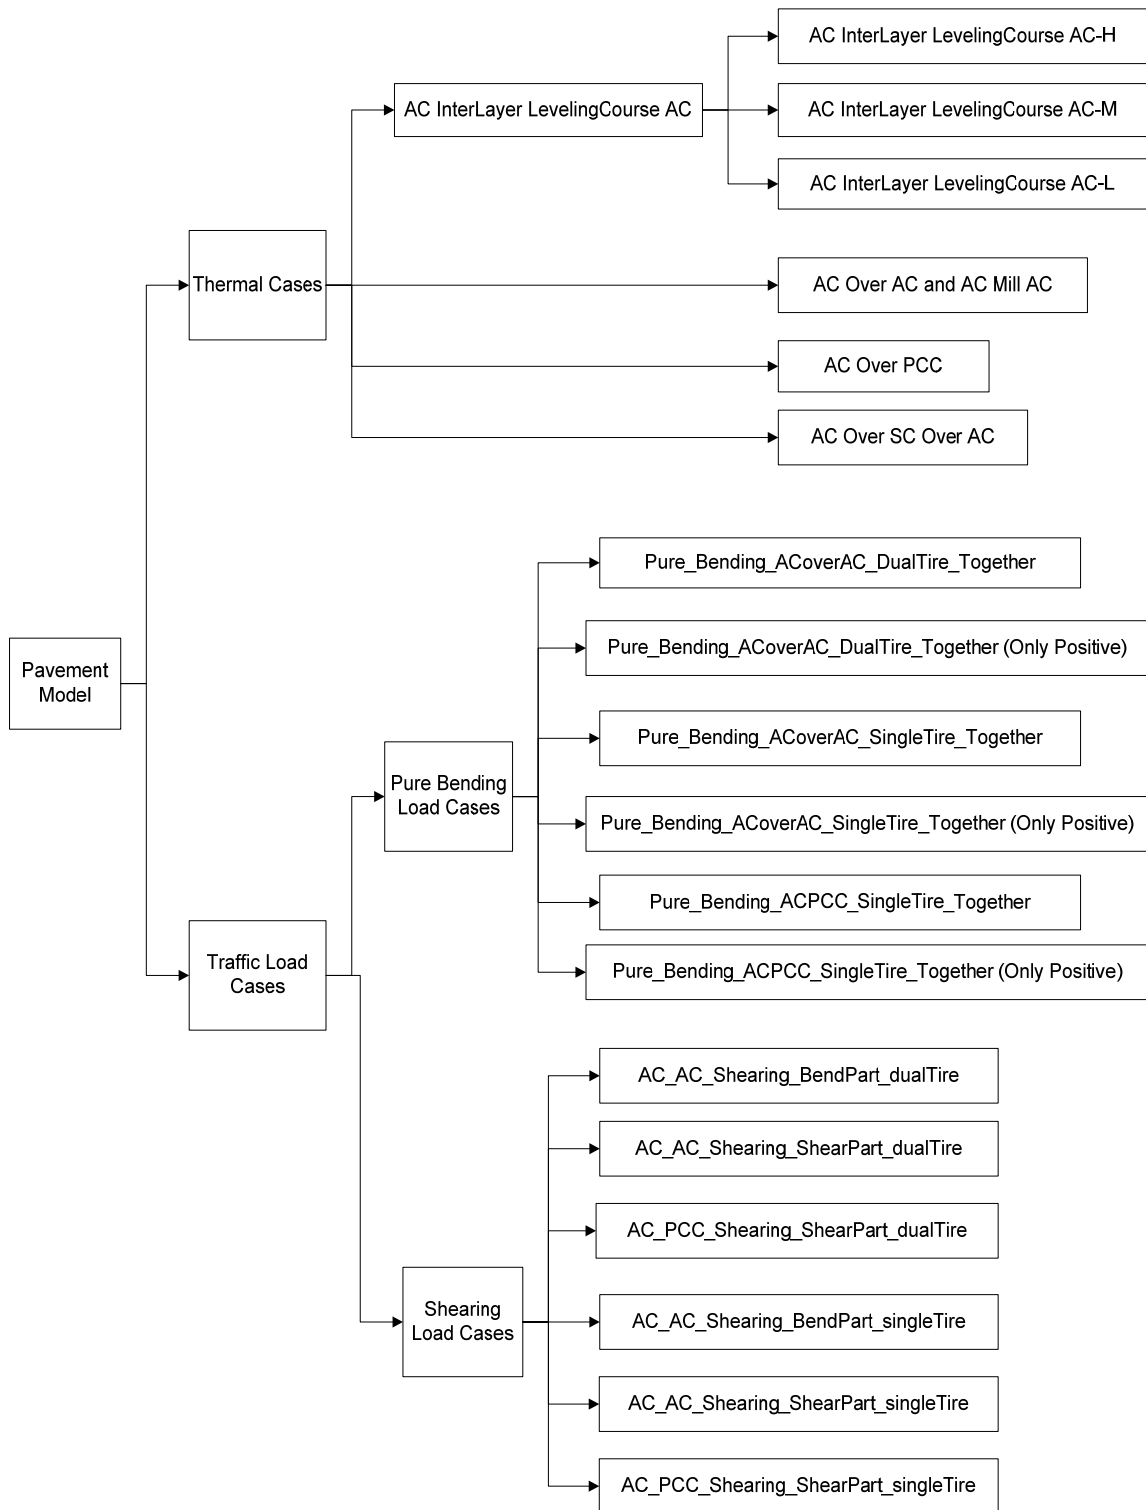 AC InterLayer LevelingCourse AC-H
AC InterLayer LevelingCourse AC
AC InterLayer LevelingCourse AC-M
AC InterLayer LevelingCourse AC-L
Thermal Cases
AC Over AC and AC Mill AC
AC Over PCC
AC Over SC Over AC
Pure_Bending_ACoverAC_DualTire_Together
Pure_Bending_ACoverAC_DualTire_Together (Only Positive)
Pavement
Model
Pure_Bending_ACoverAC_SingleTire_Together
Pure Bending
Load Cases
Pure_Bending_ACoverAC_SingleTire_Together (Only Positive)
Pure_Bending_ACPCC_SingleTire_Together
Traffic Load
Cases
Pure_Bending_ACPCC_SingleTire_Together (Only Positive)
AC_AC_Shearing_BendPart_dualTire
AC_AC_Shearing_ShearPart_dualTire
AC_PCC_Shearing_ShearPart_dualTire
Shearing
Load Cases
AC_AC_Shearing_BendPart_singleTire
AC_AC_Shearing_ShearPart_singleTire
AC_PCC_Shearing_ShearPart_singleTire